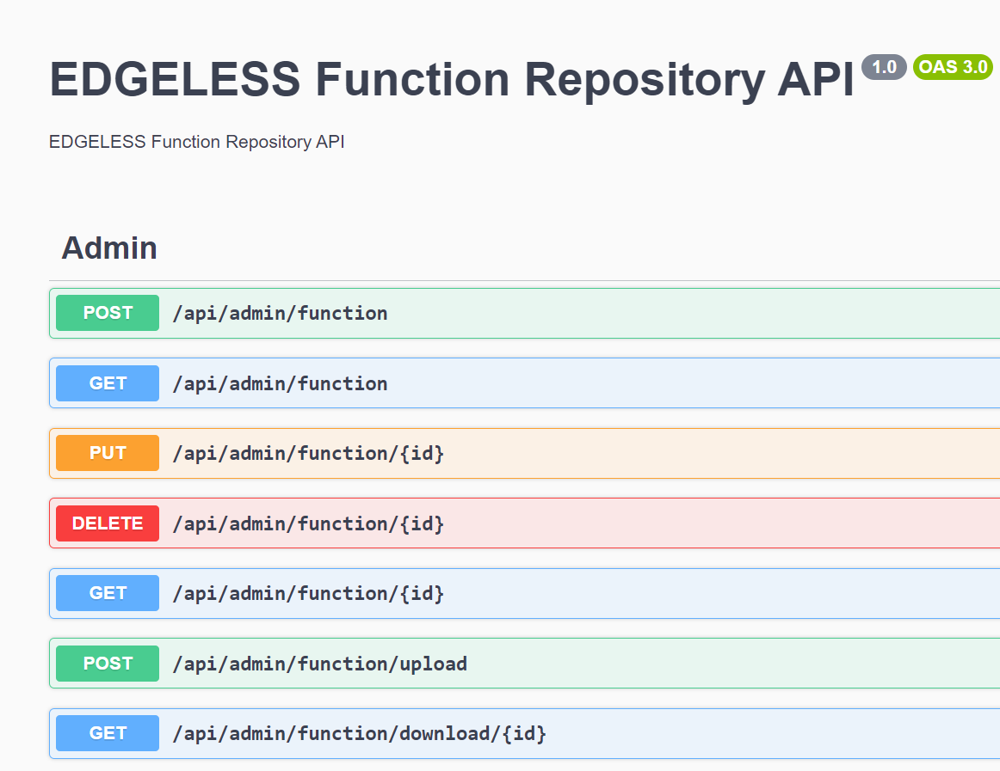 EDGELESS Function Repository API 1.0 OAS 3.0
EDGELESS Function Repository API
Admin
POST /api/admin/function
GET /api/admin/function
PUT /api/admin/function/{id}
DELETE /api/admin/function/{id}
GET /api/admin/function/{id}
POST /api/admin/function/upload
GET /api/admin/function/download/{id}